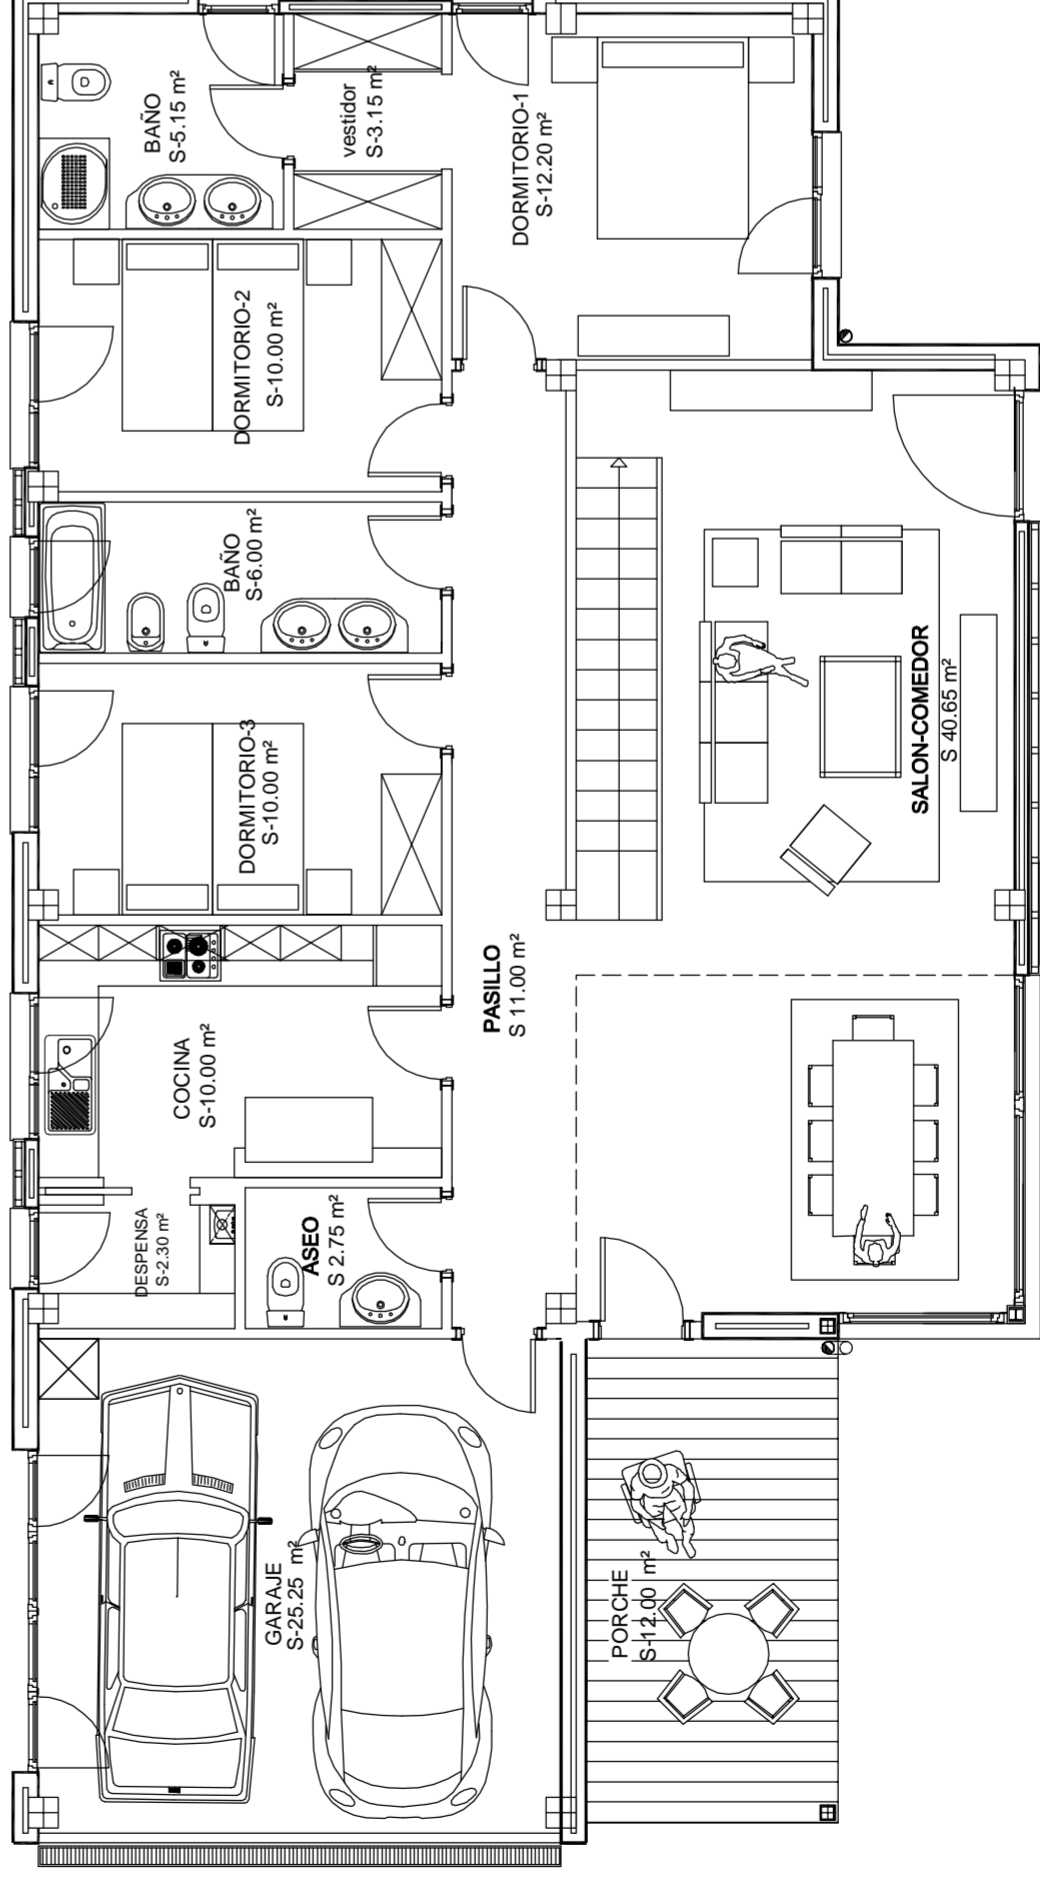 BAÑO
S-5.15 m²
vestidor
S-3.15 m²
DORMITORIO-1
S-12.20 m²
DORMITORIO-2
S-10.00 m²
BAÑO
S-6.00 m²
DORMITORIO-3
S-10.00 m²
SALON-COMEDOR
S 40.65 m²
PASILLO
S 11.00 m²
COCINA
S-10.00 m²
DESPENSA
S-2.30 m²
ASEO
S 2.75 m²
GARAJE
S-25.25 m²
PORCHE
S-12.00 m²